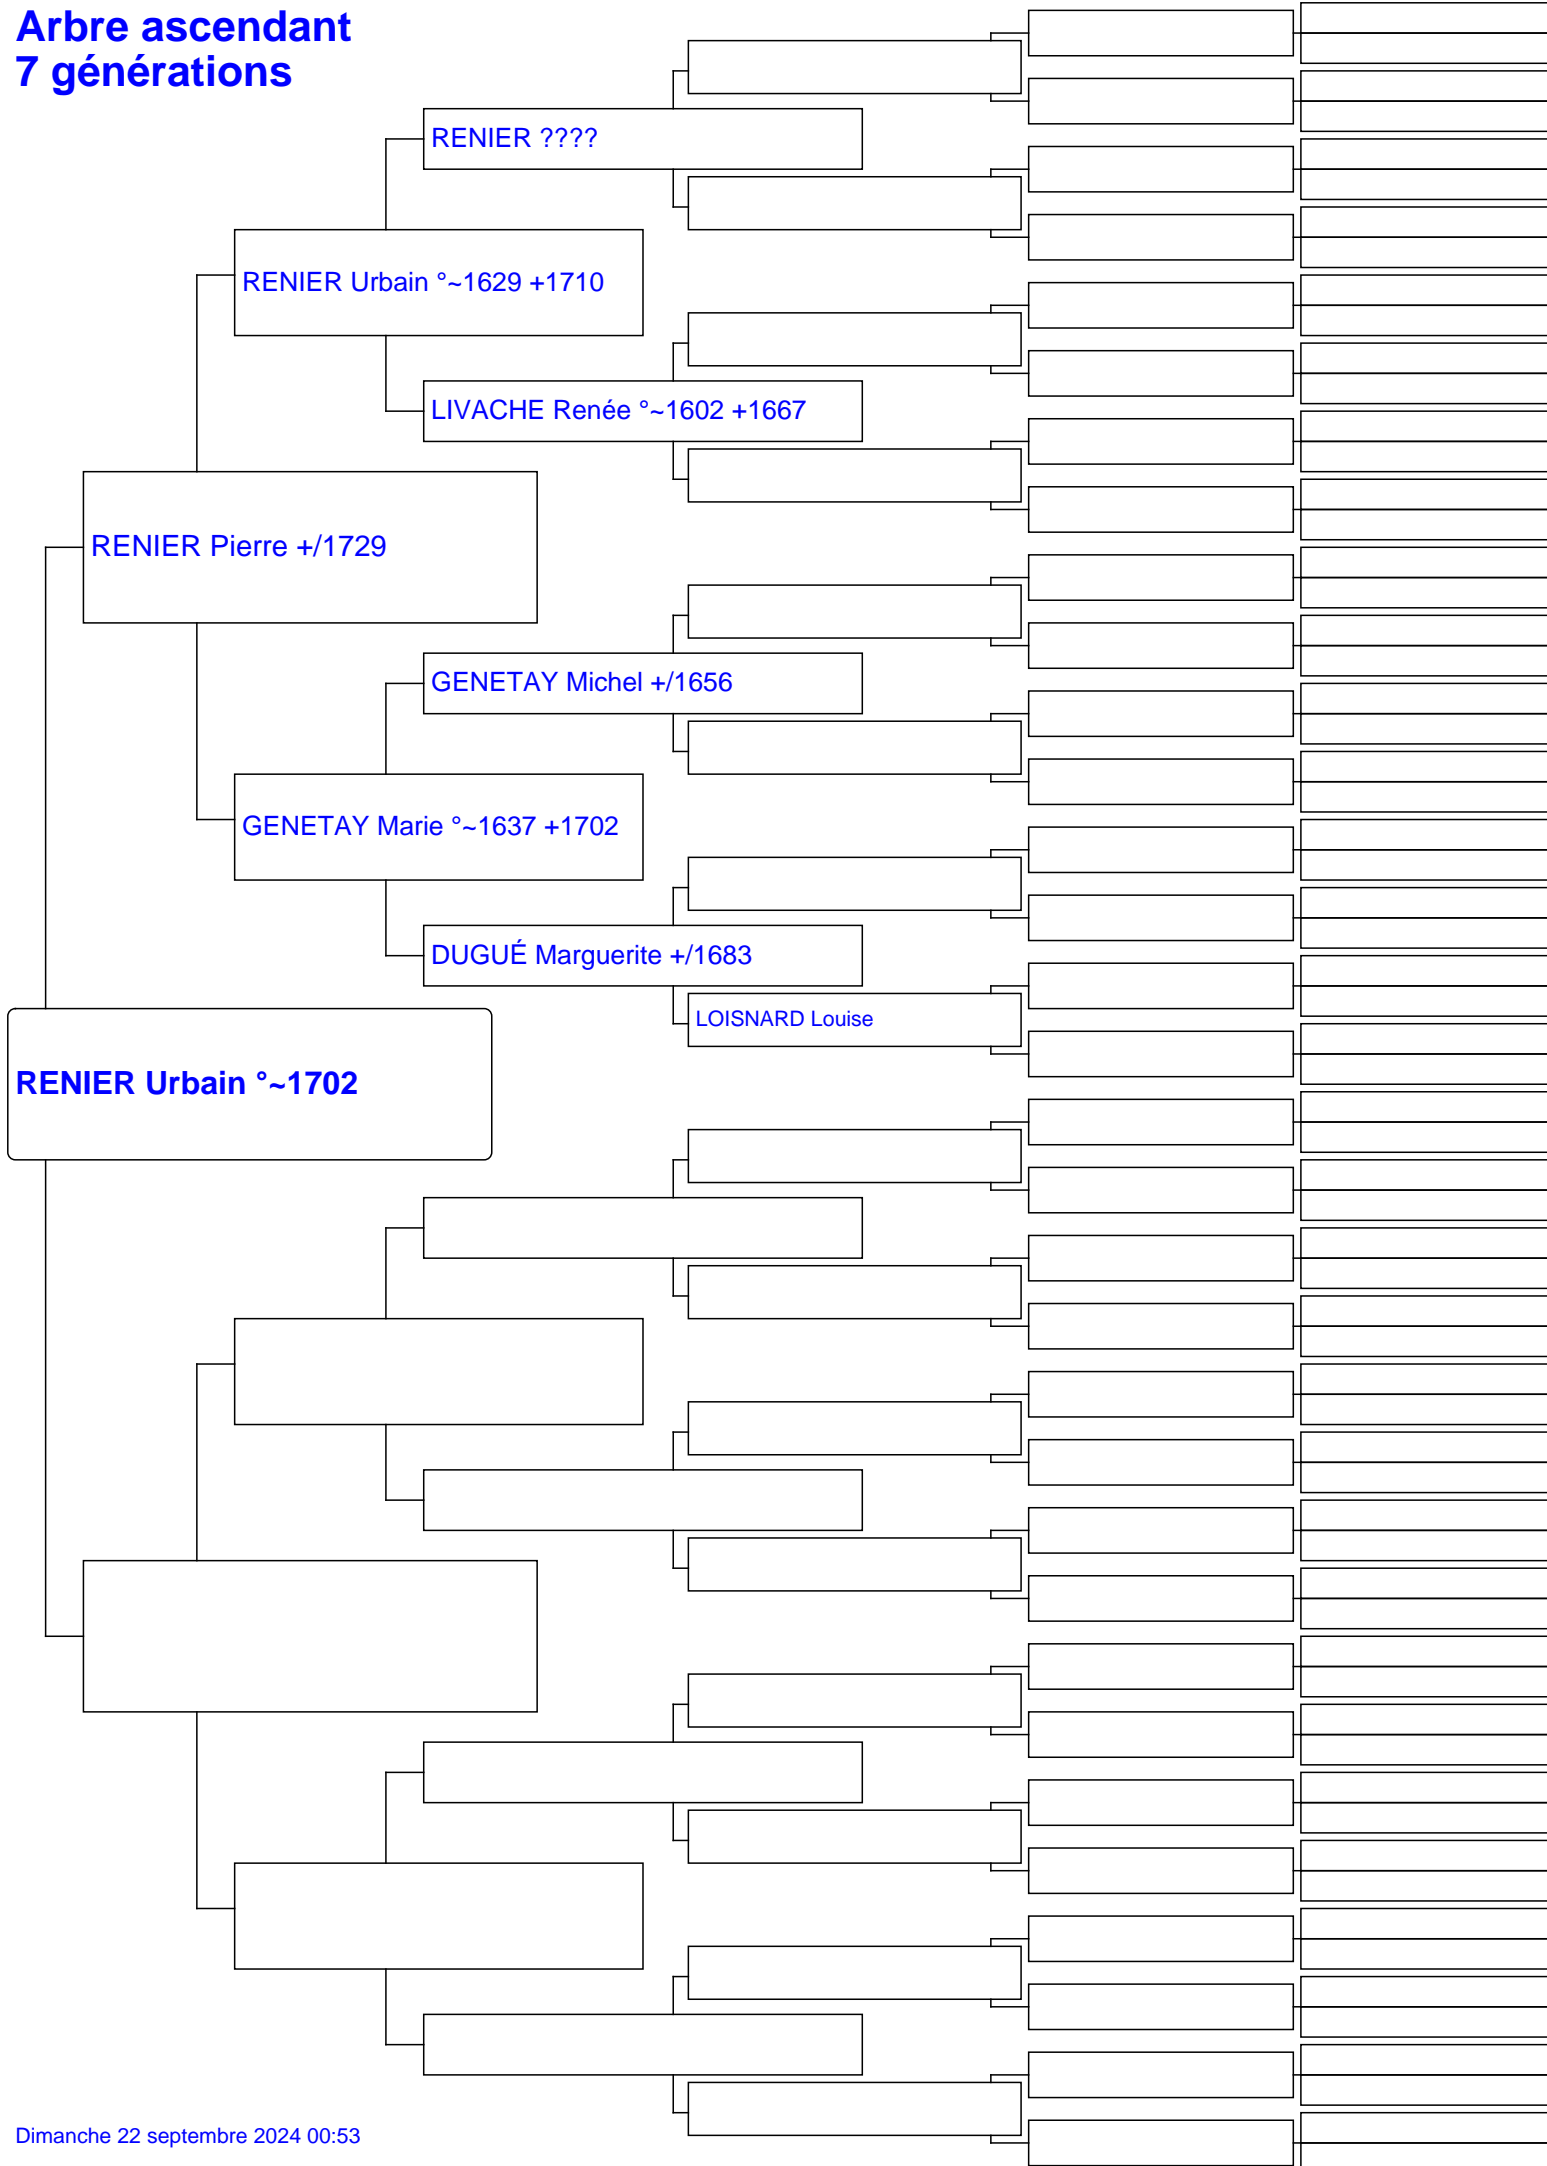 Arbre ascendant
7 générations
RENIER ????
RENIER Urbain °~1629 +1710
LIVACHE Renée °~1602 +1667
RENIER Pierre +/1729
GENETAY Michel +/1656
GENETAY Marie °~1637 +1702
DUGUÉ Marguerite +/1683
LOISNARD Louise
RENIER Urbain °~1702
Dimanche 22 septembre 2024 00:53